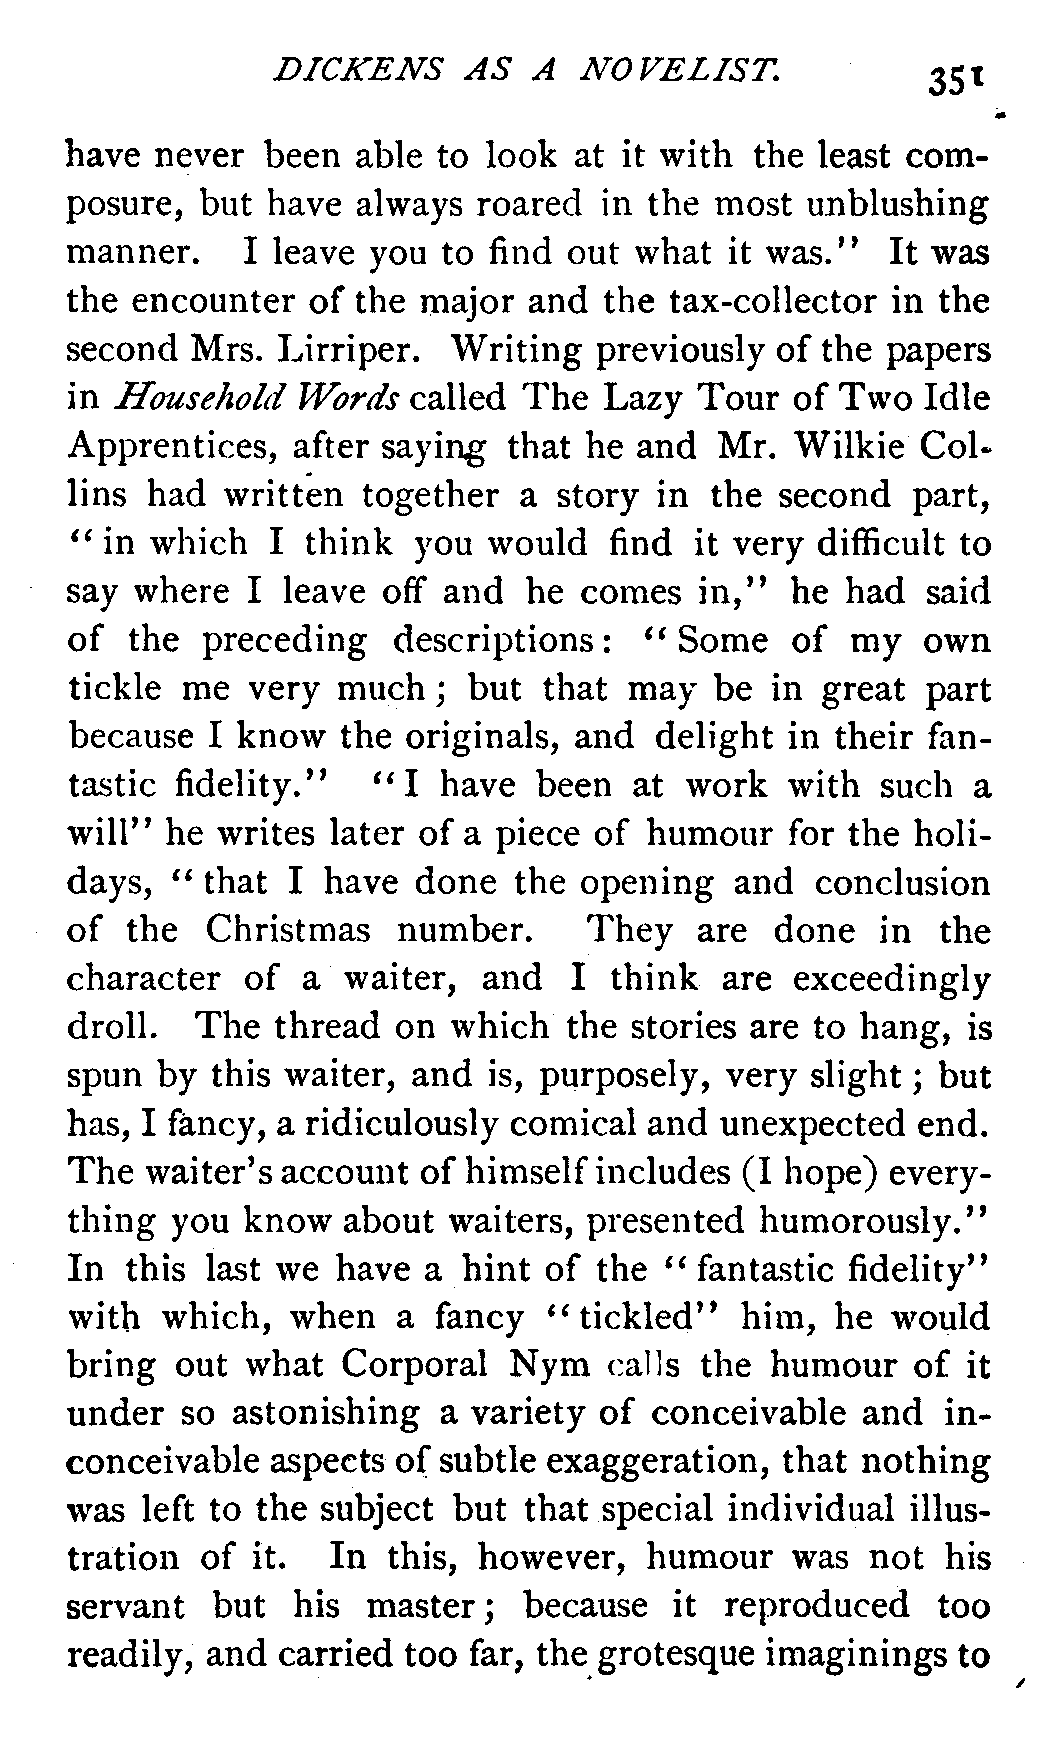 DICKENS AS A NOVELIST. 351
have never been able to look at it with the least com-
posure, but have always roared in the most unblushing
manner. I leave you to find out what it was." It was
the encounter of the major and the tax-collector in the
second Mrs. Lirriper. Writing previously of the papers
in Household Words called The Lazy Tour of Two Idle
Apprentices, after saying that he and Mr. Wilkie Col-
lins had written together a story in the second part,
"in which I think you would find it very difficult to
say where I leave off and he comes in," he had said
of the preceding descriptions: "Some of my own
tickle me very much; but that may be in great part
because I know the originals, and delight in their fan-
tastic fidelity." "I have been at work with such a
will" he writes later of a piece of humour for the holi-
days, "that I have done the opening and conclusion
of the Christmas number. They are done in the
character of a waiter, and I think are exceedingly
droll. The thread on which the stories are to hang, is
spun by this waiter, and is, purposely, very slight; but
has, I fancy, a ridiculously comical and unexpected end.
The waiter's account of himself includes (I hope) every-
thing you know about waiters, presented humorously."
In this last we have a hint of the "fantastic fidelity"
with which, when a fancy "tickled" him, he would
bring out what Corporal Nym calls the humour of it
under so astonishing a variety of conceivable and in-
conceivable aspects of subtle exaggeration, that nothing
was left to the subject but that special individual illus-
tration of it. In this, however, humour was not his
servant but his master; because it reproduced too
readily, and carried too far, the grotesque imaginings to